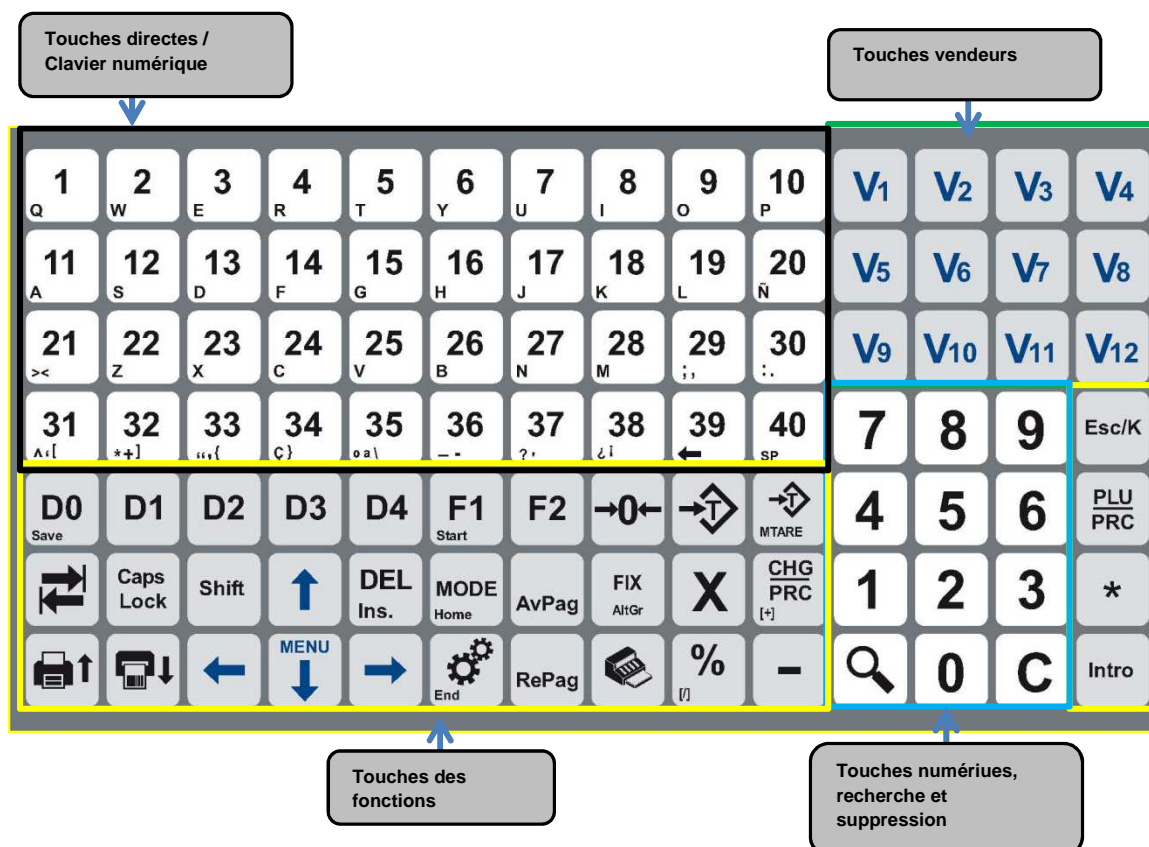 Touches directes /
Clavier numérique
Touches vendeurs
1 2 3 4 5 6 7 8 9 10 V1 V2 V3 V4
Q W E R T Y U I O P
11 12 13 14 15 16 17 18 19 20 V5 V6 V7 V8
A S D F G H J K L Ñ
21 22 23 24 25 26 27 28 29 30 V9 V10 V11 V12
>< Z X C V B N M ;, :.
31 32 33 34 35 36 37 38 39 40 7 8 9 Esc/K
*+] Ç} ºª\ _- ¿¡ SP
D0 D1 D2 D3 D4 F1 F2 →0← →T← →T← 4 5 6 PLU
Save Start MTARE PRC
Caps Lock Shift ↑ DEL Ins. MODE Home AvPag FIX AltGr X CHG PRC [+] 1 2 3 *
↑ ↓ ← MENU ↓ → End RePag % [/] - 0 C Intro
Touches des
fonctions
Touches numériues,
recherche et
suppression